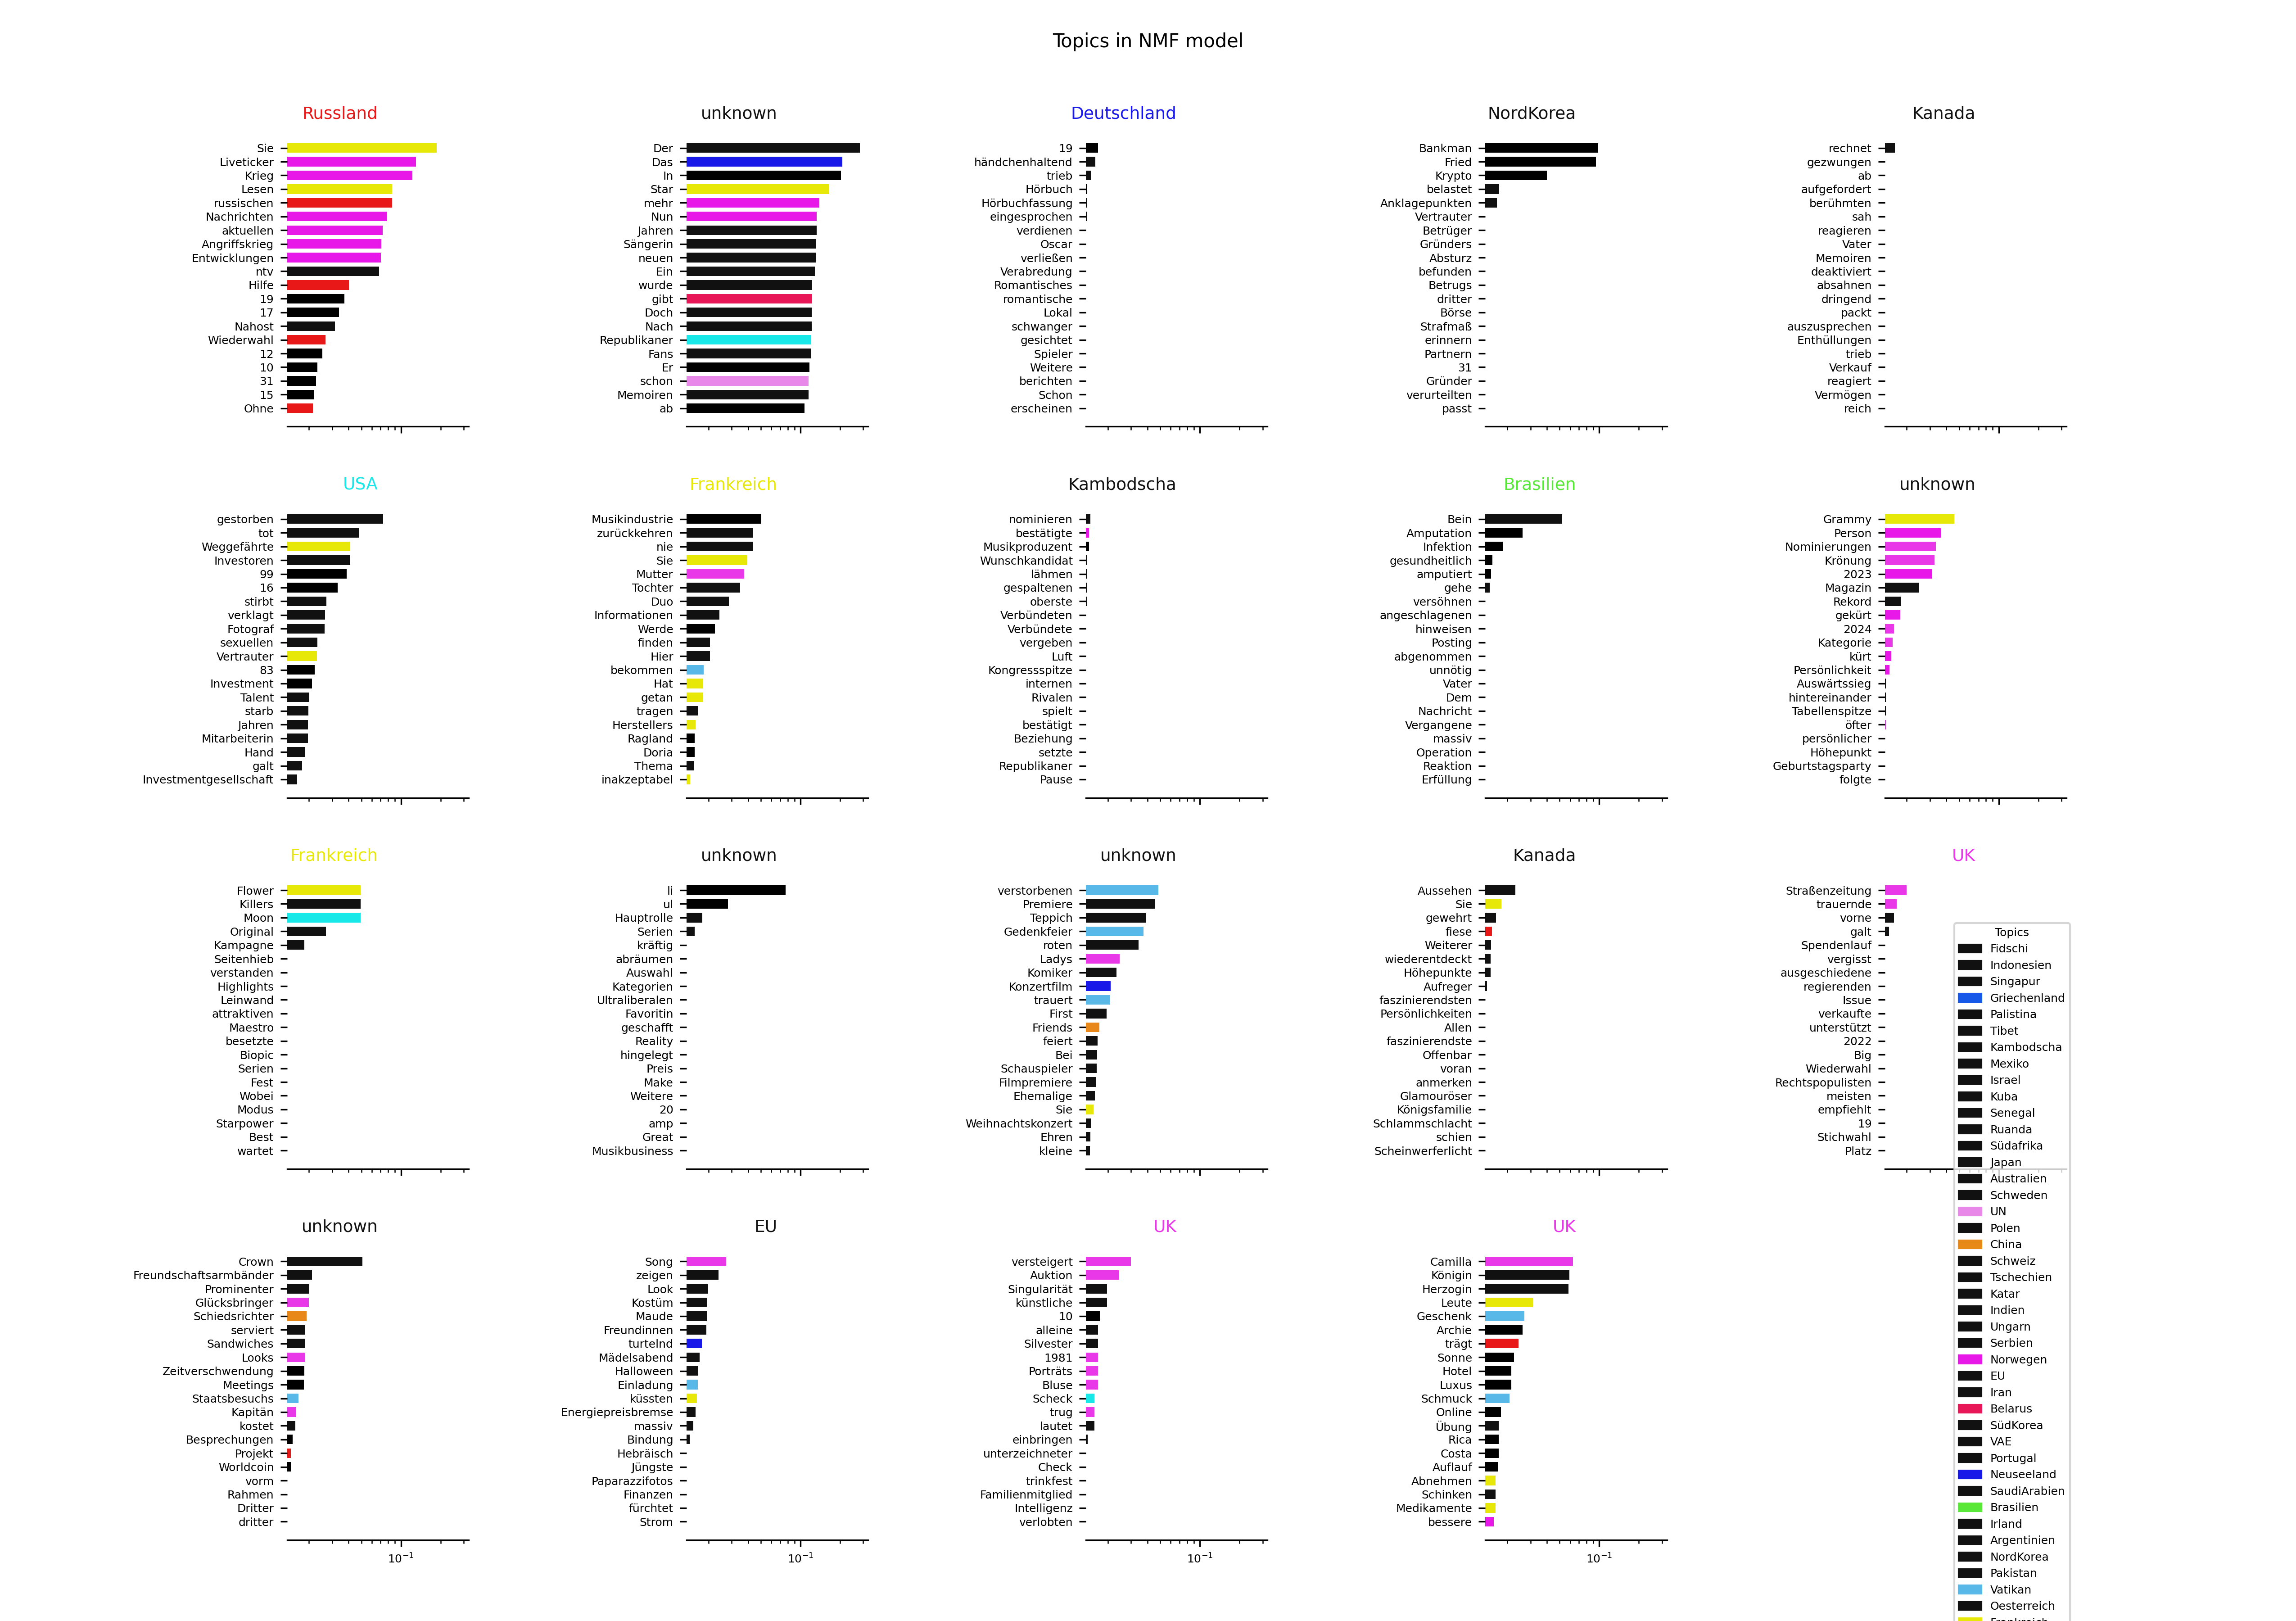 Topics in NMF model
Russland
Sie
Liveticker
Krieg
Lesen
russischen
Nachrichten
aktuellen
Angriffskrieg
Entwicklungen
ntv
Hilfe
19
17
Nahost
Wiederwahl
12
10
31
15
Ohne
unknown
Der
Das
In
Star
mehr
Nun
Jahren
Sängerin
neuen
Ein
wurde
gibt
Doch
Nach
Republikaner
Fans
Er
schon
Memoiren
ab
Deutschland
19
händchenhaltend
trieb
Hörbuch
Hörbuchfassung
eingesprochen
verdienen
Oscar
verließen
Verabredung
Romantisches
romantische
Lokal
schwanger
gesichtet
Spieler
Weitere
berichten
Schon
erscheinen
NordKorea
Bankman
Fried
Krypto
belastet
Anklagepunkten
Vertrauter
Betrüger
Gründers
Absturz
befunden
Betrugs
dritter
Börse
Strafmaß
erinnern
Partnern
31
Gründer
verurteilten
passt
Kanada
rechnet
gezwungen
ab
aufgefordert
berühmten
sah
reagieren
Vater
Memoiren
deaktiviert
absahnen
dringend
packt
auszusprechen
Enthüllungen
trieb
Verkauf
reagiert
Vermögen
reich
USA
gestorben
tot
Weggefährte
Investoren
99
16
stirbt
verklagt
Fotograf
sexuellen
Vertrauter
83
Investment
Talent
starb
Jahren
Mitarbeiterin
Hand
galt
Investmentgesellschaft
Frankreich
Musikindustrie
zurückkehren
nie
Sie
Mutter
Tochter
Duo
Informationen
Werde
finden
Hier
bekommen
Hat
getan
tragen
Herstellers
Ragland
Doria
Thema
inakzeptabel
Kambodscha
nominieren
bestätigte
Musikproduzent
Wunschkandidat
lähmen
gespaltenen
oberste
Verbündeten
Verbündete
vergeben
Luft
Kongressspitze
internen
Rivalen
spielt
bestätigt
Beziehung
setzte
Republikaner
Pause
Brasilien
Bein
Amputation
Infektion
gesundheitlich
amputiert
gehe
versöhnen
angeschlagenen
hinweisen
Posting
abgenommen
unnötig
Vater
Dem
Nachricht
Vergangene
massiv
Operation
Reaktion
Erfüllung
unknown
Grammy
Person
Nominierungen
Krönung
2023
Magazin
Rekord
gekürt
2024
Kategorie
kürt
Persönlichkeit
Auswärtssieg
hintereinander
Tabellenspitze
öfter
persönlicher
Höhepunkt
Geburtstagsparty
folgte
Frankreich
Flower
Killers
Moon
Original
Kampagne
Seitenhieb
verstanden
Highlights
Leinwand
attraktiven
Maestro
besetzte
Biopic
Serien
Fest
Wobei
Modus
Starpower
Best
wartet
unknown
li
ul
Hauptrolle
Serien
kräftig
abräumen
Auswahl
Kategorien
Ultraliberalen
Favoritin
geschafft
Reality
hingelegt
Preis
Make
Weitere
20
amp
Great
Musikbusiness
unknown
verstorbenen
Premiere
Teppich
Gedenkfeier
roten
Ladys
Komiker
Konzertfilm
trauert
First
Friends
feiert
Bei
Schauspieler
Filmpremiere
Ehemalige
Sie
Weihnachtskonzert
Ehren
kleine
Kanada
Aussehen
Sie
gewehrt
fiese
Weiterer
wiederentdeckt
Höhepunkte
Aufreger
faszinierendsten
Persönlichkeiten
Allen
faszinierendste
Offenbar
voran
anmerken
Glamouröser
Königsfamilie
Schlammschlacht
schien
Scheinwerferlicht
UK
Straßenzeitung
trauernde
vorne
galt
Spendenlauf
vergisst
ausgeschiedene
regierenden
Issue
verkaufte
unterstützt
2022
Big
Wiederwahl
Rechtspopulisten
meisten
empfiehlt
19
Stichwahl
Platz
unknown
Crown
Freundschaftsarmbänder
Prominenter
Glücksbringer
Schiedsrichter
serviert
Sandwiches
Looks
Zeitverschwendung
Meetings
Staatsbesuchs
Kapitän
kostet
Besprechungen
Projekt
Worldcoin
vorm
Rahmen
Dritter
dritter
10⁻¹
EU
Song
zeigen
Look
Kostüm
Maude
Freundinnen
turtelnd
Mädelsabend
Halloween
Einladung
küssten
Energiepreisbremse
massiv
Bindung
Hebräisch
Jüngste
Paparazzifotos
Finanzen
fürchtet
Strom
10⁻¹
UK
versteigert
Auktion
Singularität
künstliche
10
alleine
Silvester
1981
Porträts
Bluse
Scheck
trug
lautet
einbringen
unterzeichneter
Check
trinkfest
Familienmitglied
Intelligenz
verlobten
10⁻¹
UK
Camilla
Königin
Herzogin
Leute
Geschenk
Archie
trägt
Sonne
Hotel
Luxus
Schmuck
Online
Übung
Rica
Costa
Auflauf
Abnehmen
Schinken
Medikamente
bessere
10⁻¹
Topics
Fidschi
Indonesien
Singapur
Griechenland
Palistina
Tibet
Kambodscha
Mexiko
Israel
Kuba
Senegal
Ruanda
Südafrika
Japan
Australien
Schweden
UN
Polen
China
Schweiz
Tschechien
Katar
Indien
Ungarn
Serbien
Norwegen
EU
Iran
Belarus
SüdKorea
VAE
Portugal
Neuseeland
SaudiArabien
Brasilien
Irland
Argentinien
NordKorea
Pakistan
Vatikan
Oesterreich